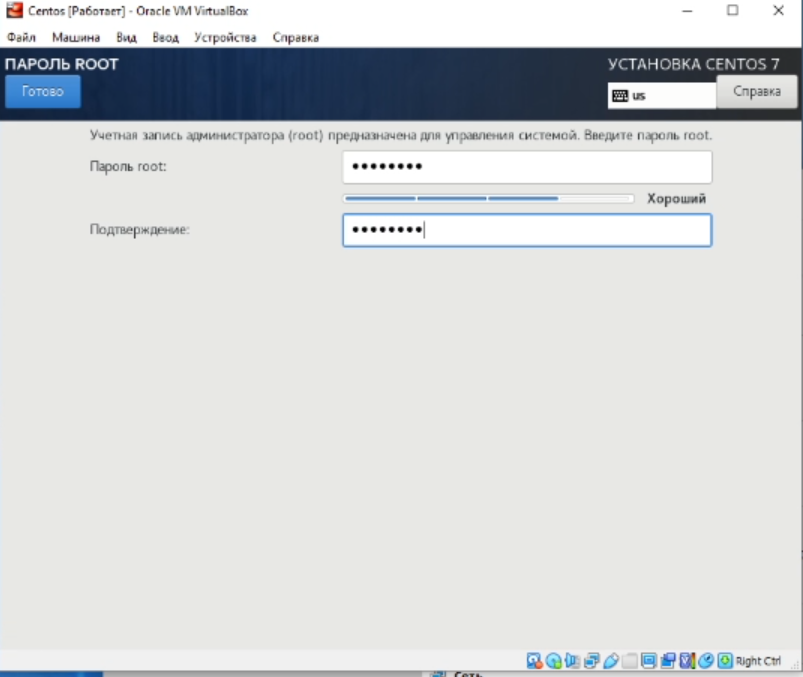 Centos [Работает] - Oracle VM VirtualBox
Файл Машина Вид Ввод Устройства Справка
ПАРОЛЬ ROOT
УСТАНОВКА CENTOS 7
Готово
us
Справка
Учетная запись администратора (root) предназначена для управления системой. Введите пароль root.
Пароль root:
••••••••
Хороший
Подтверждение:
••••••••
Right Ctrl
Сеть